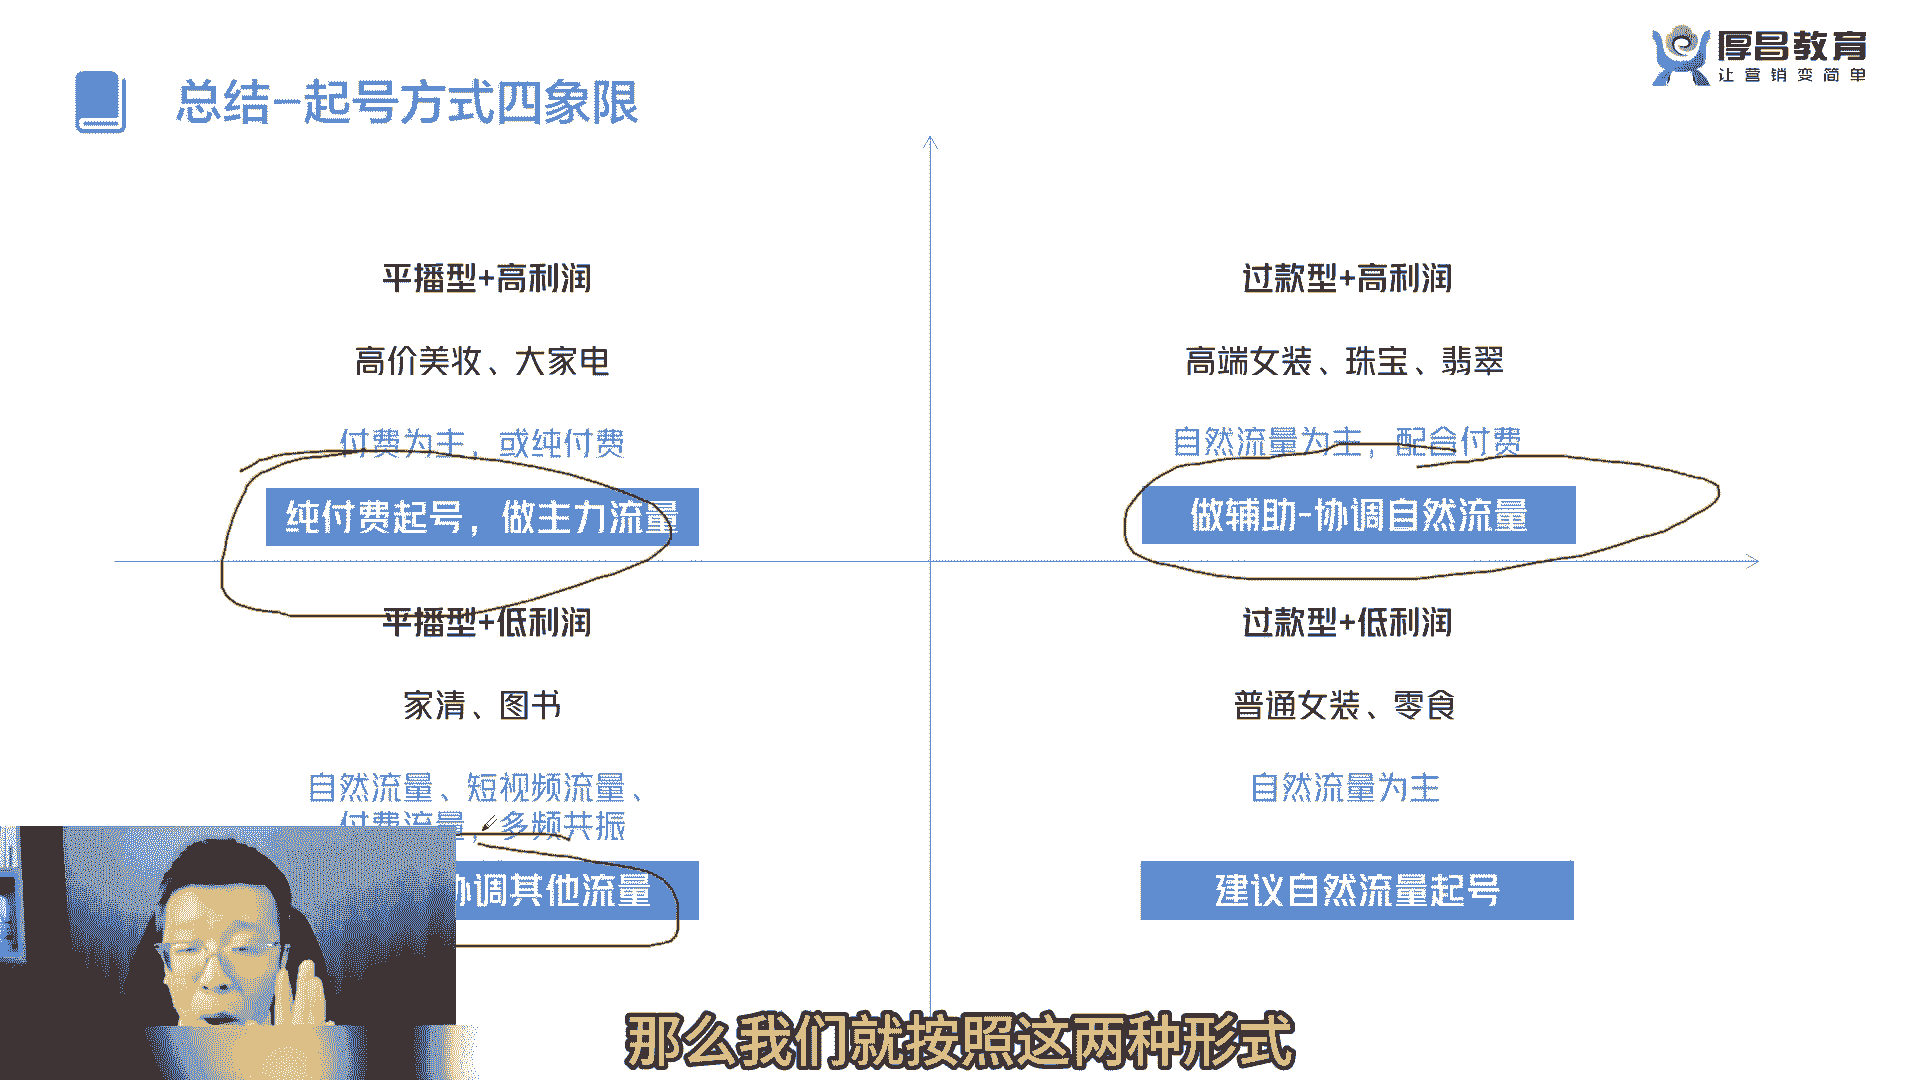 厚昌教育
让营销变简单
总结-起号方式四象限
平播型+高利润
高价美妆、大家电
付费为主，或纯付费
纯付费起号，做主力流量
过款型+高利润
高端女装、珠宝、翡翠
自然流量为主，配合付费
做辅助-协调自然流量
平播型+低利润
家清、图书
自然流量、短视频流量、
付费流量，多频共振
协调其他流量
过款型+低利润
普通女装、零食
自然流量为主
建议自然流量起号
那么我们就按照这两种形式